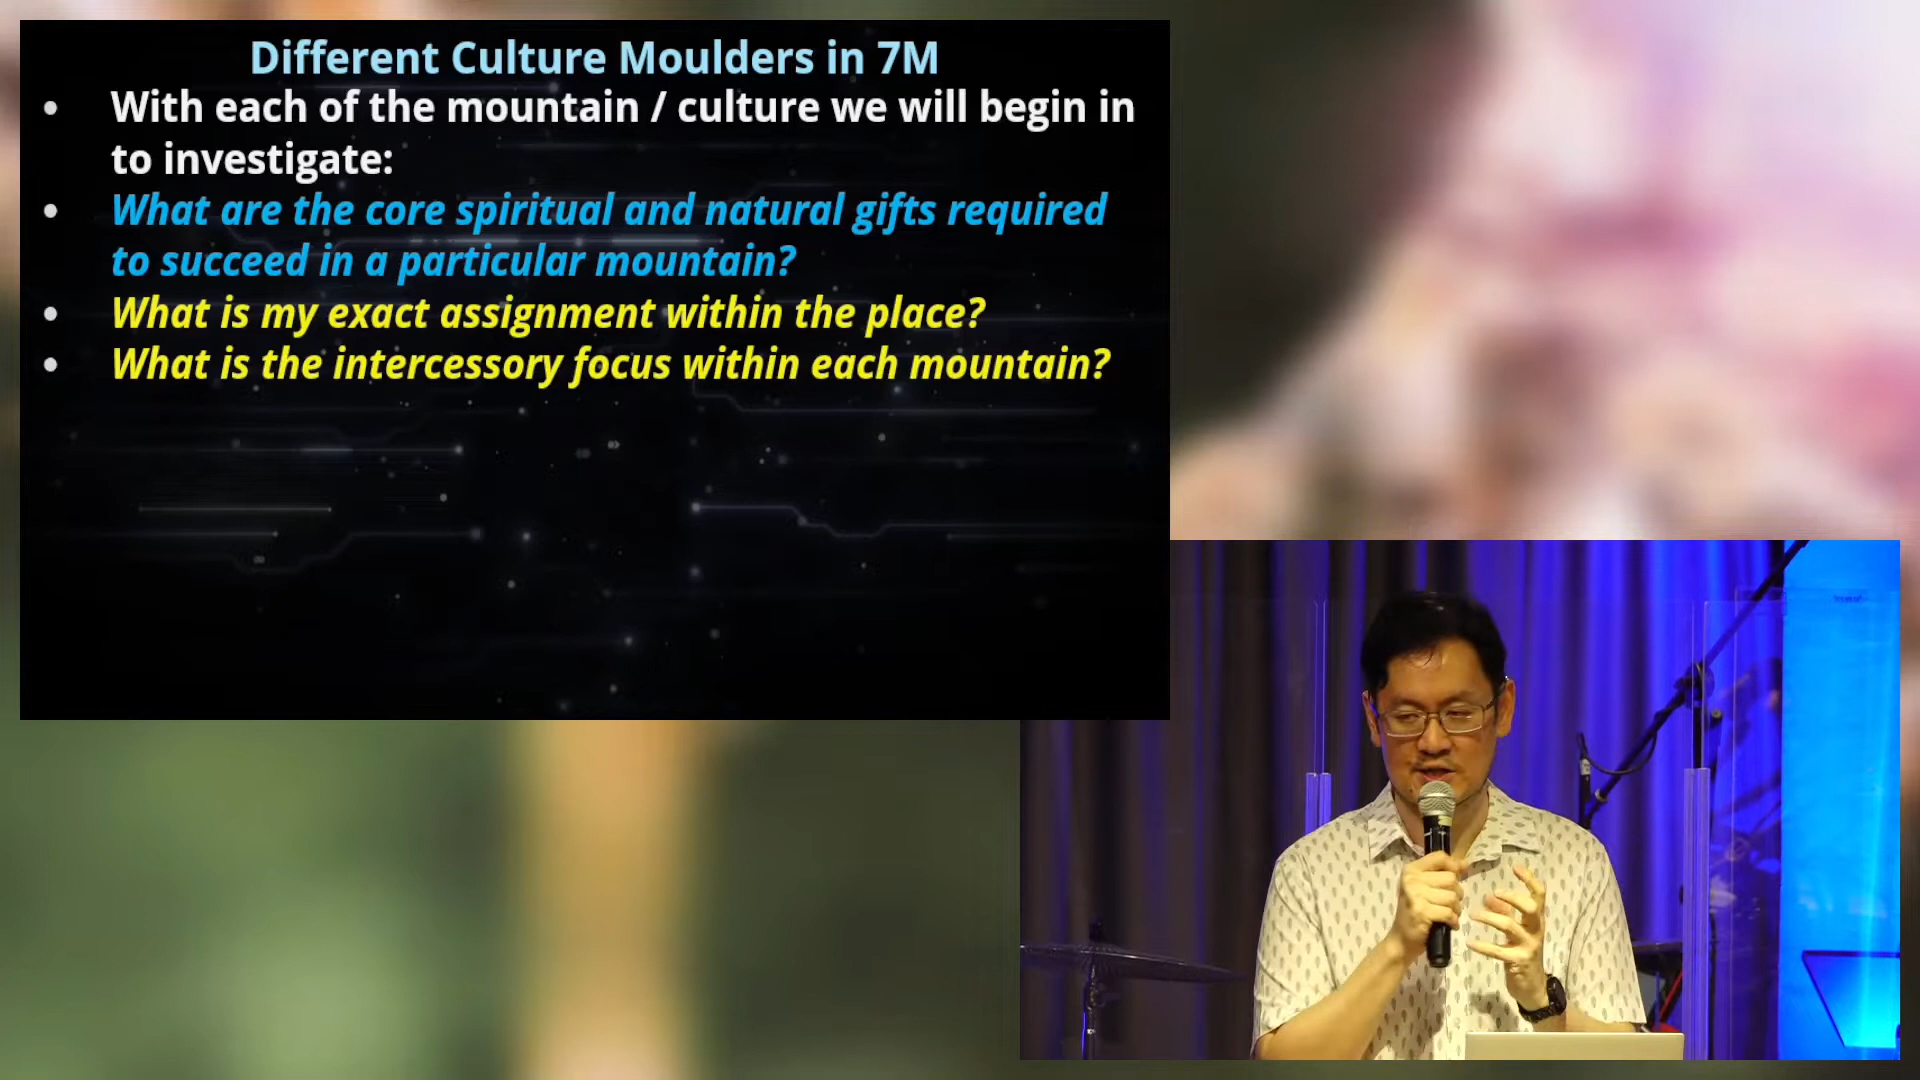 Different Culture Moulders in 7M
• With each of the mountain / culture we will begin in
to investigate:
• What are the core spiritual and natural gifts required
to succeed in a particular mountain?
• What is my exact assignment within the place?
• What is the intercessory focus within each mountain?